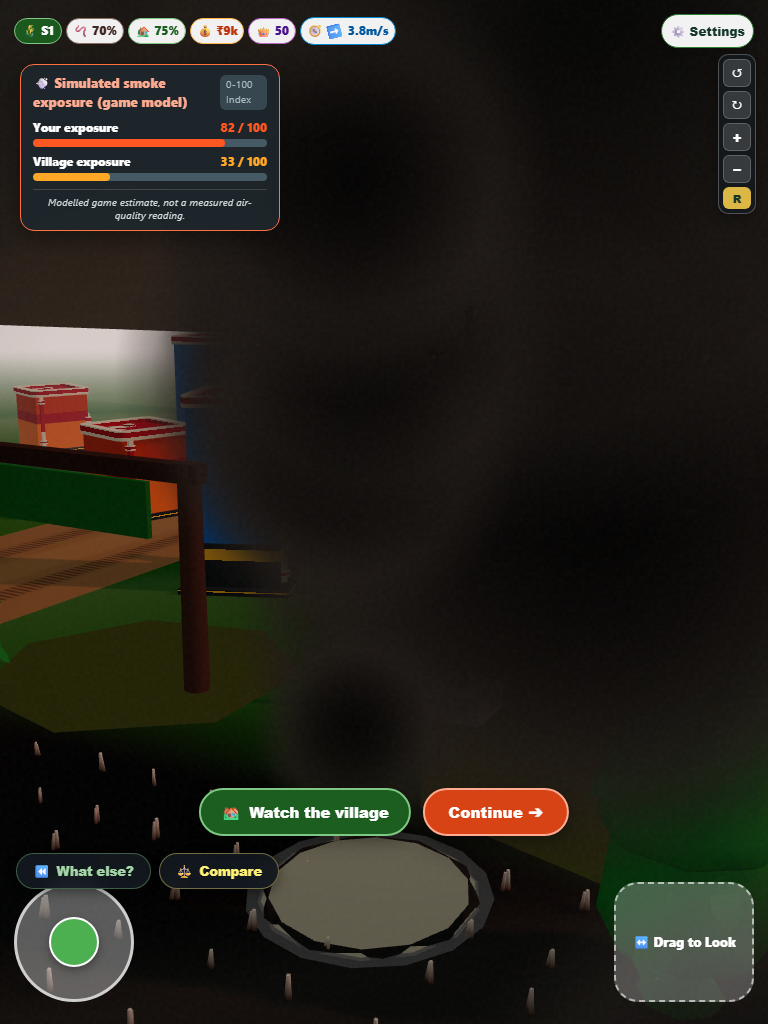 S1 70% 75% ₹9k 50 3.8m/s Settings
Simulated smoke exposure (game model)
0-100 Index
Your exposure 82 / 100
Village exposure 33 / 100
Modelled game estimate, not a measured air-
quality reading.
R
Watch the village Continue ➔
What else? Compare
Drag to Look